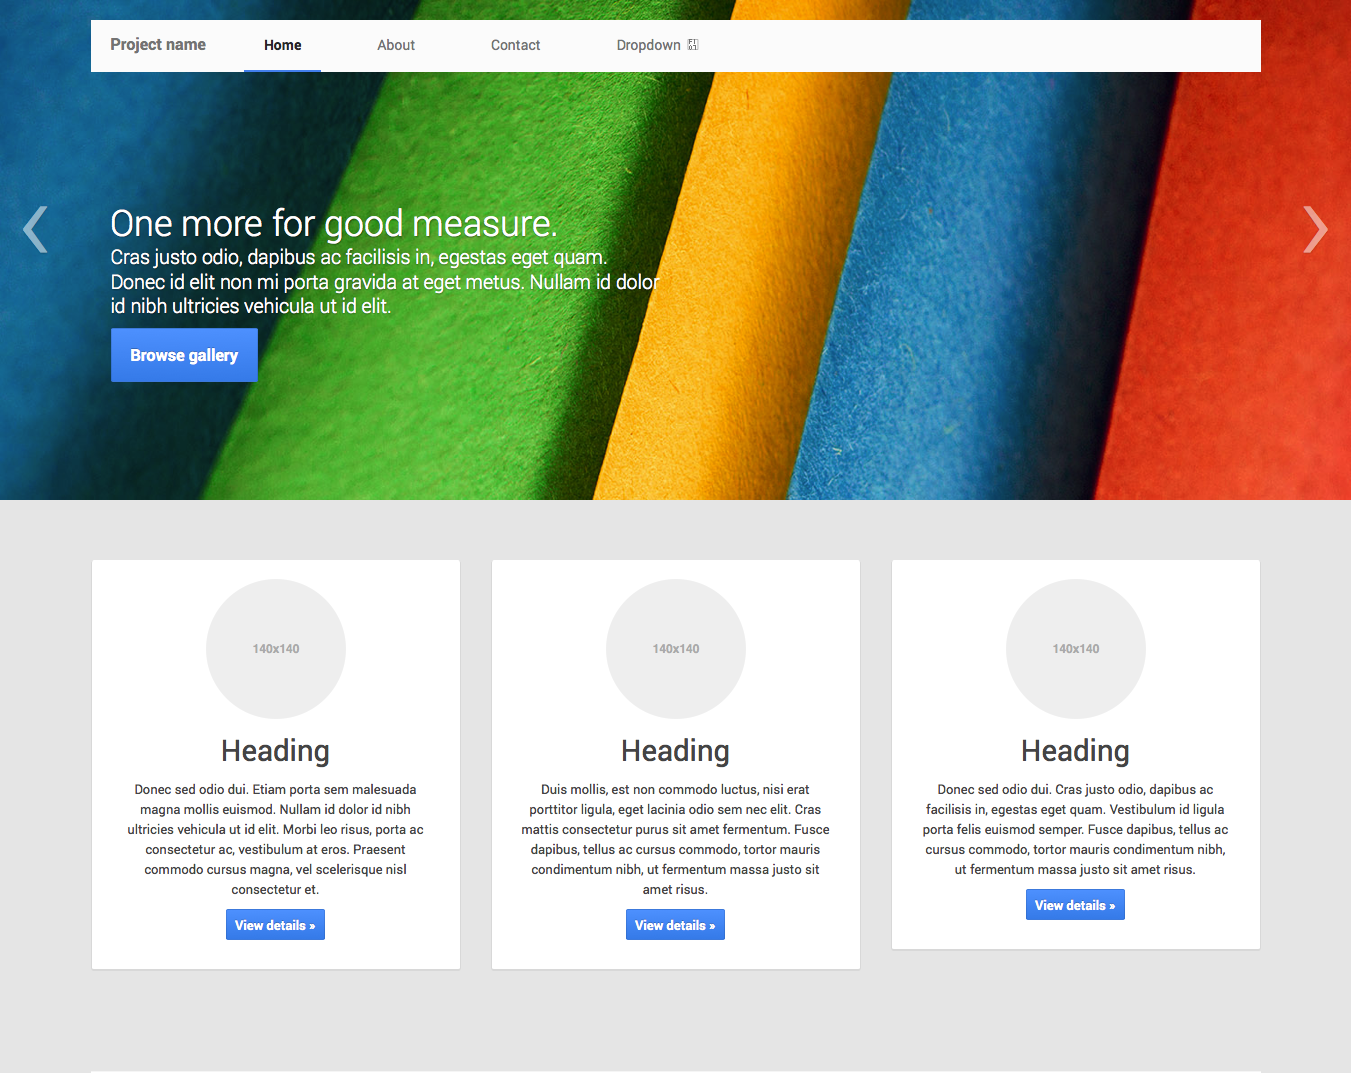 Project name Home About Contact Dropdown
One more for good measure.
Cras justo odio, dapibus ac facilisis in, egestas eget quam.
Donec id elit non mi porta gravida at eget metus. Nullam id dolor
id nibh ultricies vehicula ut id elit.
Browse gallery
140x140
Heading
Donec sed odio dui. Etiam porta sem malesuada
magna mollis euismod. Nullam id dolor id nibh
ultricies vehicula ut id elit. Morbi leo risus, porta ac
consectetur ac, vestibulum at eros. Praesent
commodo cursus magna, vel scelerisque nisl
consectetur et.
View details »
140x140
Heading
Duis mollis, est non commodo luctus, nisi erat
porttitor ligula, eget lacinia odio sem nec elit. Cras
mattis consectetur purus sit amet fermentum. Fusce
dapibus, tellus ac cursus commodo, tortor mauris
condimentum nibh, ut fermentum massa justo sit
amet risus.
View details »
140x140
Heading
Donec sed odio dui. Cras justo odio, dapibus ac
facilisis in, egestas eget quam. Vestibulum id ligula
porta felis euismod semper. Fusce dapibus, tellus ac
cursus commodo, tortor mauris condimentum nibh,
ut fermentum massa justo sit amet risus.
View details »